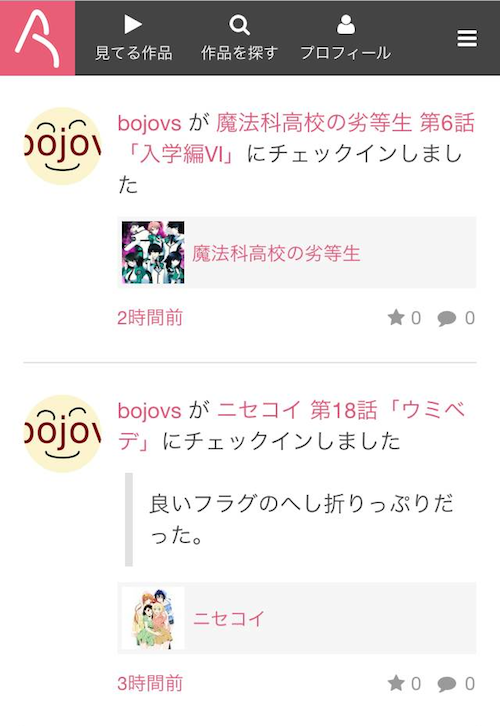 見てる作品 作品を探す プロフィール
bojovs
bojovs が 魔法科高校の劣等生 第6話
「入学編Ⅵ」にチェックインしまし
た
魔法科高校の劣等生
2時間前 0 0
bojovs
bojovs が ニセコイ 第18話「ウミベ
デ」にチェックインしました
良いフラグのへし折りっぷりだ
った。
ニセコイ
3時間前 0 0